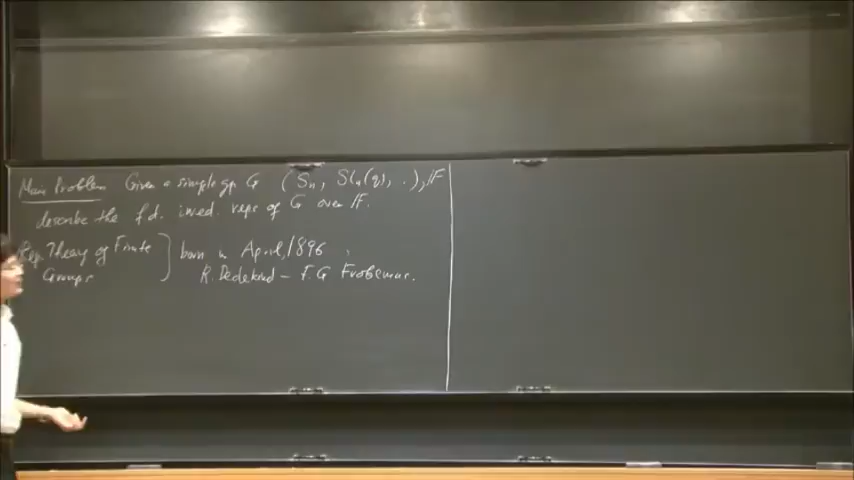 Main Problem Given a simple gp G (Sn, SLn(q), ..), F
describe the f.d. irred. reps of G over F.
Rep. Theory of Finite Groups } born in April, 1896
R. Dedekind - F.G Frobenius.